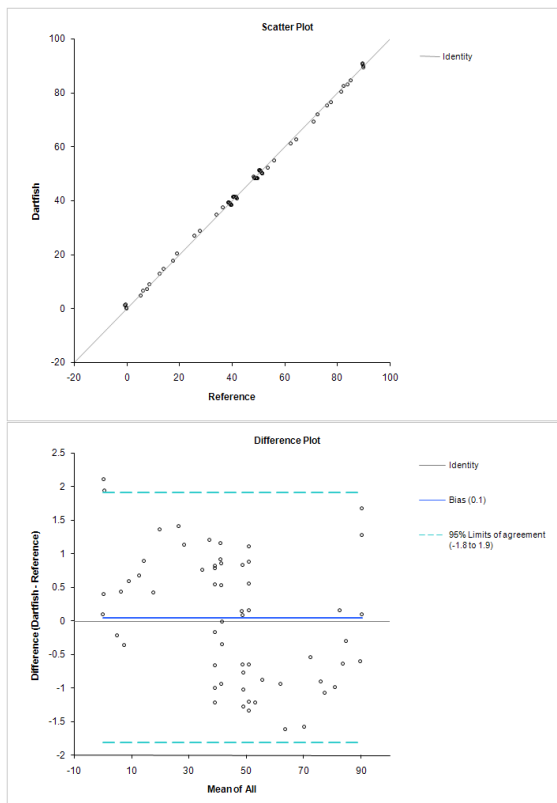 Scatter Plot
100
80
60
40
20
0
-20
-20
0
20
40
60
80
100
Dartfish
Reference
Identity
Difference Plot
2.5
2
1.5
1
0.5
0
-0.5
-1
-1.5
-2
-10
10
30
50
70
90
Difference (Dartfish - Reference)
Mean of All
Identity
Bias (0.1)
95% Limits of agreement
(-1.8 to 1.9)